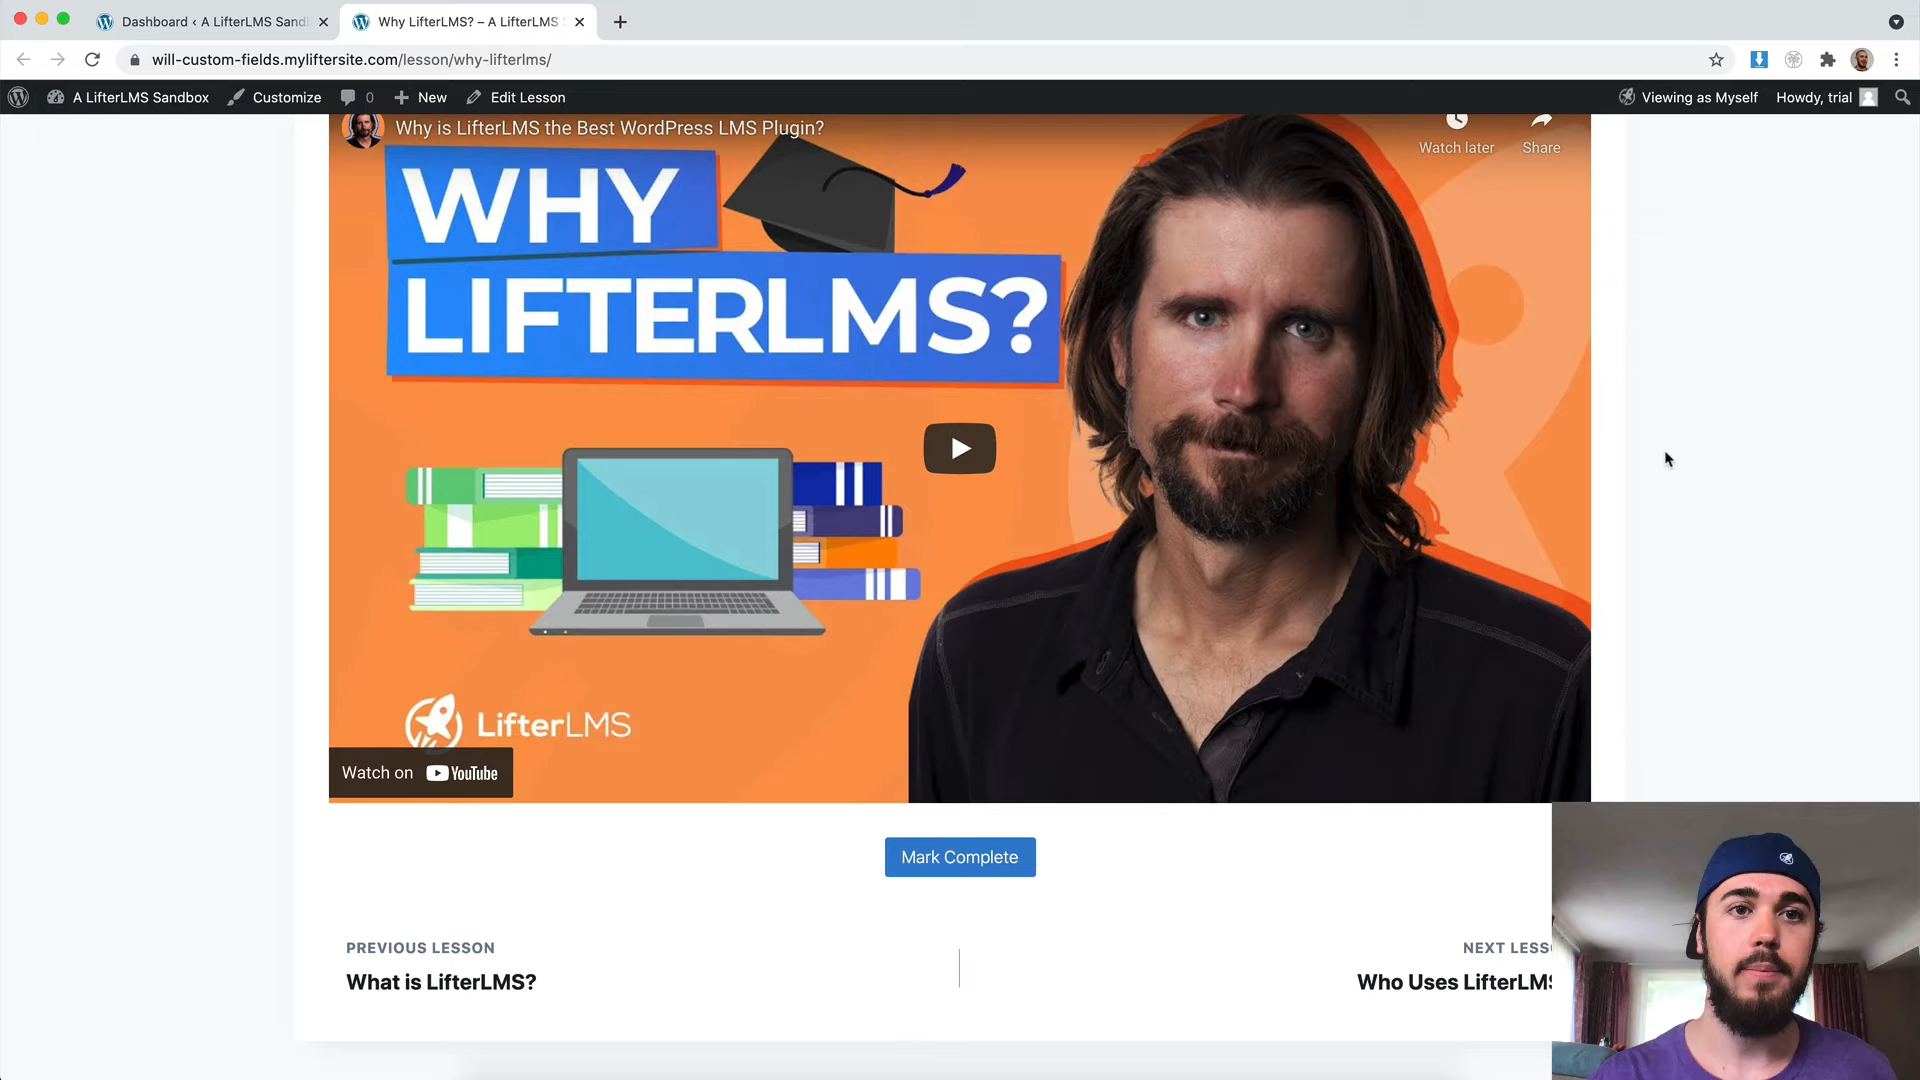 Dashboard ‹ A LifterLMS Sand
Why LifterLMS? – A LifterLMS S
will-custom-fields.myliftersite.com/lesson/why-lifterlms/
A LifterLMS Sandbox
Customize
0
New
Edit Lesson
Viewing as Myself
Howdy, trial
Why is LifterLMS the Best WordPress LMS Plugin?
Watch later
Share
WHY
LIFTERLMS?
LifterLMS
Watch on YouTube
Mark Complete
PREVIOUS LESSON
NEXT LESS
What is LifterLMS?
Who Uses LifterLMS